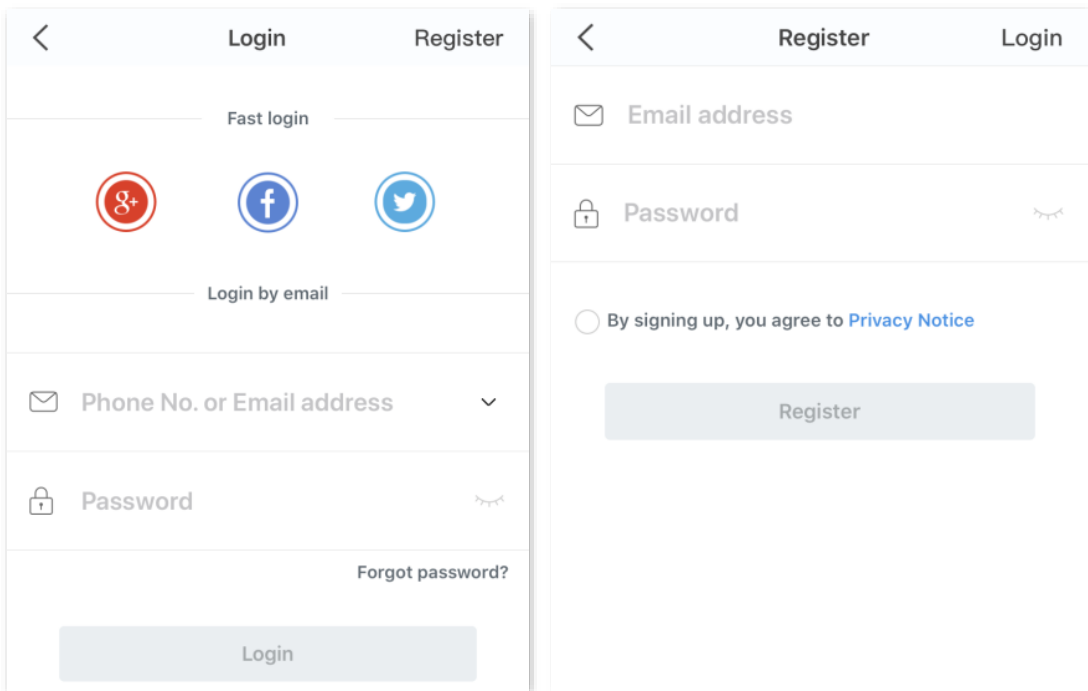 Login Register
Fast login
g+ f
Login by email
Phone No. or Email address
Password
Forgot password?
Login
Register Login
Email address
Password
By signing up, you agree to Privacy Notice
Register